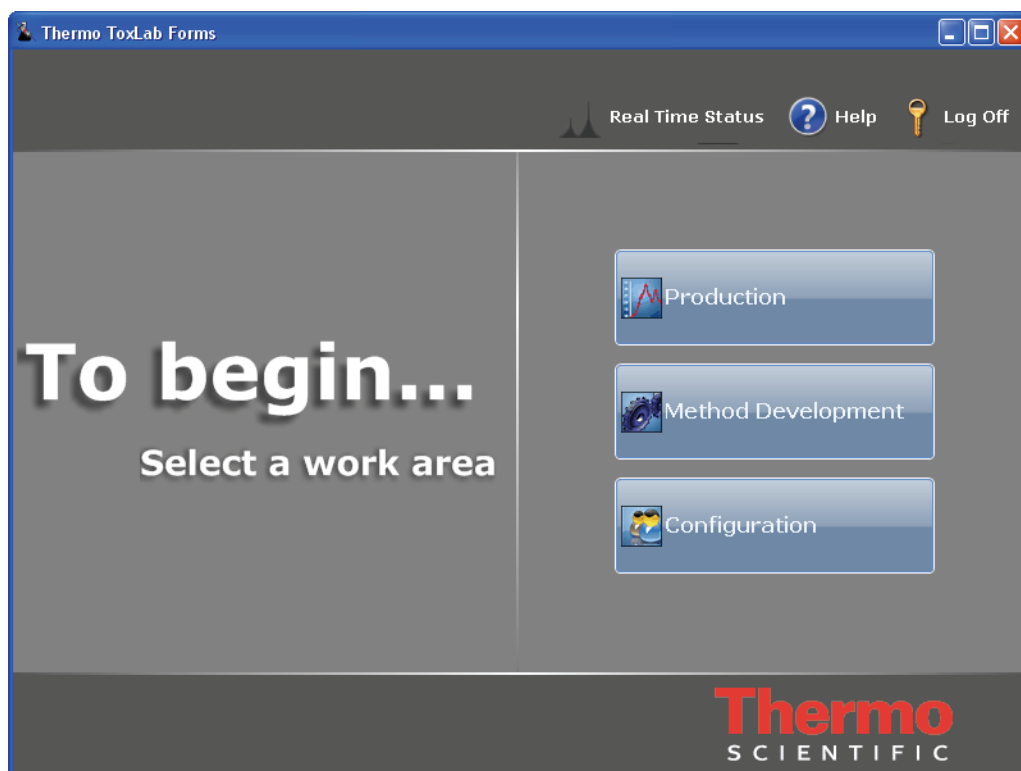 Thermo ToxLab Forms
Real Time Status Help Log Off
To begin...
Select a work area
Production
Method Development
Configuration
Thermo
SCIENTIFIC